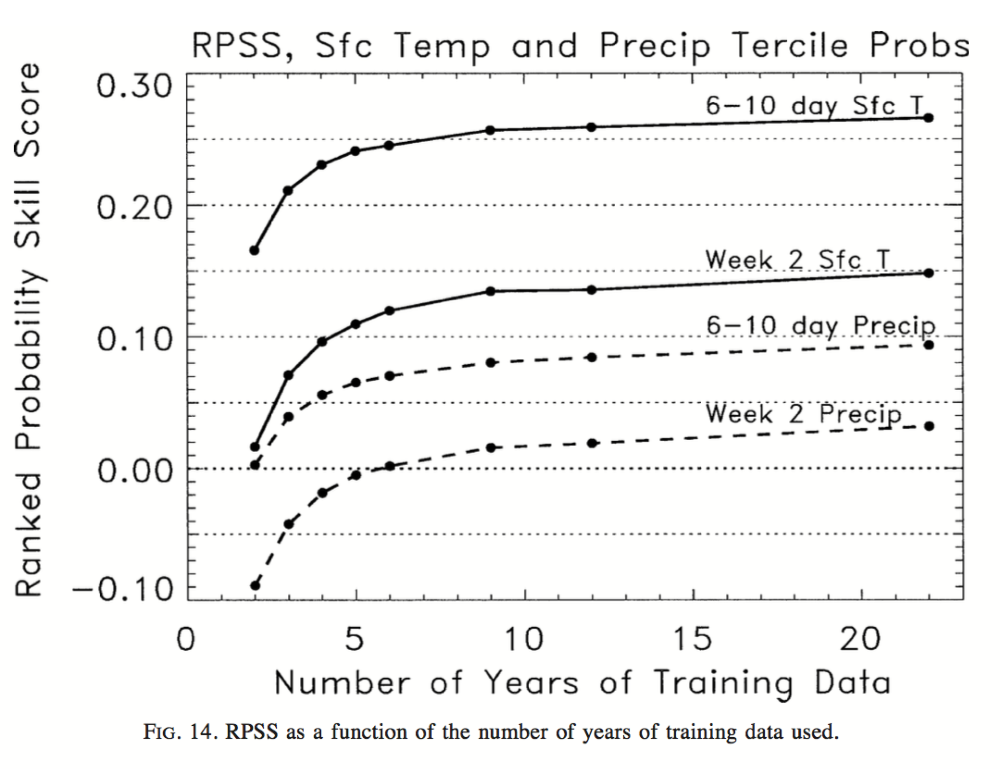 RPSS, Sfc Temp and Precip Tercile Probs
Ranked Probability Skill Score
0.30
0.20
0.10
0.00
-0.10
6-10 day Sfc T
Week 2 Sfc T
6-10 day Precip
Week 2 Precip
0 5 10 15 20
Number of Years of Training Data
FIG. 14. RPSS as a function of the number of years of training data used.